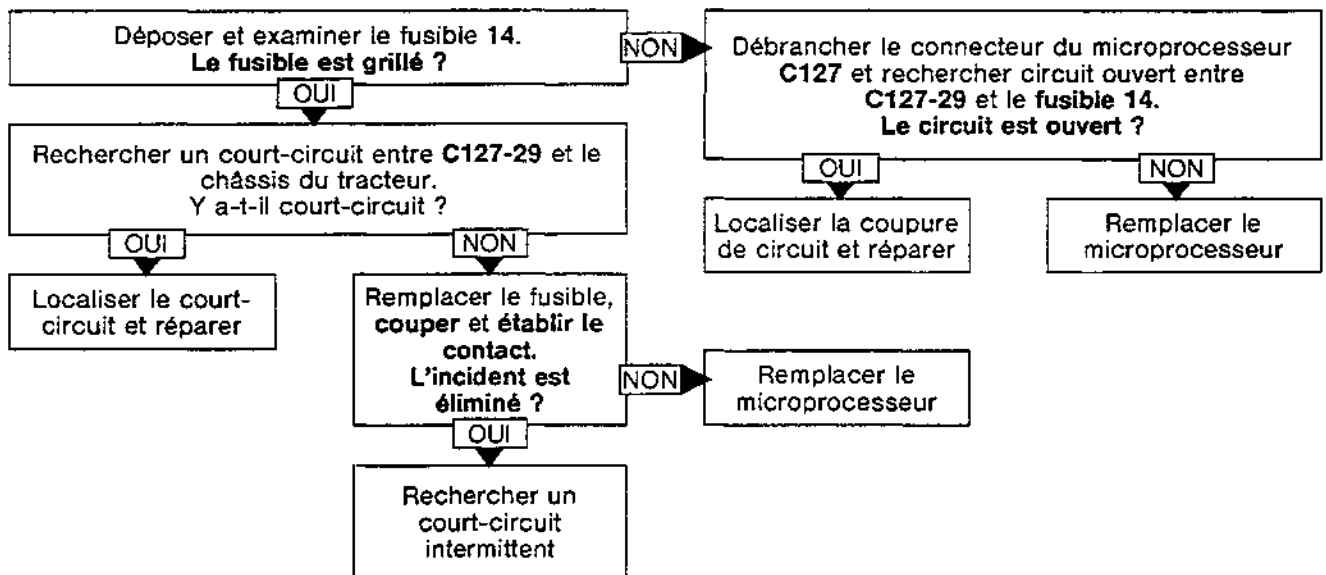 Déposer et examiner le fusible 14.
Le fusible est grillé ?
NON
Débrancher le connecteur du microprocesseur
C127 et rechercher circuit ouvert entre
C127-29 et le fusible 14.
Le circuit est ouvert ?
OUI
Rechercher un court-circuit entre C127-29 et le
châssis du tracteur.
Y a-t-il court-circuit ?
OUI
NON
Localiser la coupure
de circuit et réparer
Remplacer le
microprocesseur
OUI
NON
Localiser le court-
circuit et réparer
Remplacer le fusible,
couper et établir le
contact.
L'incident est
éliminé ?
NON
Remplacer le
microprocesseur
OUI
Rechercher un
court-circuit
intermittent